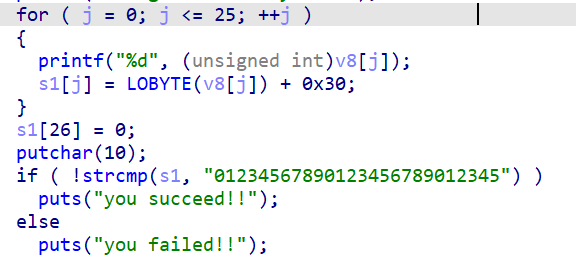 for ( j = 0; j <= 25; ++j )
{
printf("%d", (unsigned int)v8[j]);
s1[j] = LOBYTE(v8[j]) + 0x30;
}
s1[26] = 0;
putchar(10);
if ( !strcmp(s1, "01234567890123456789012345") )
puts("you succeed!!");
else
puts("you failed!!");